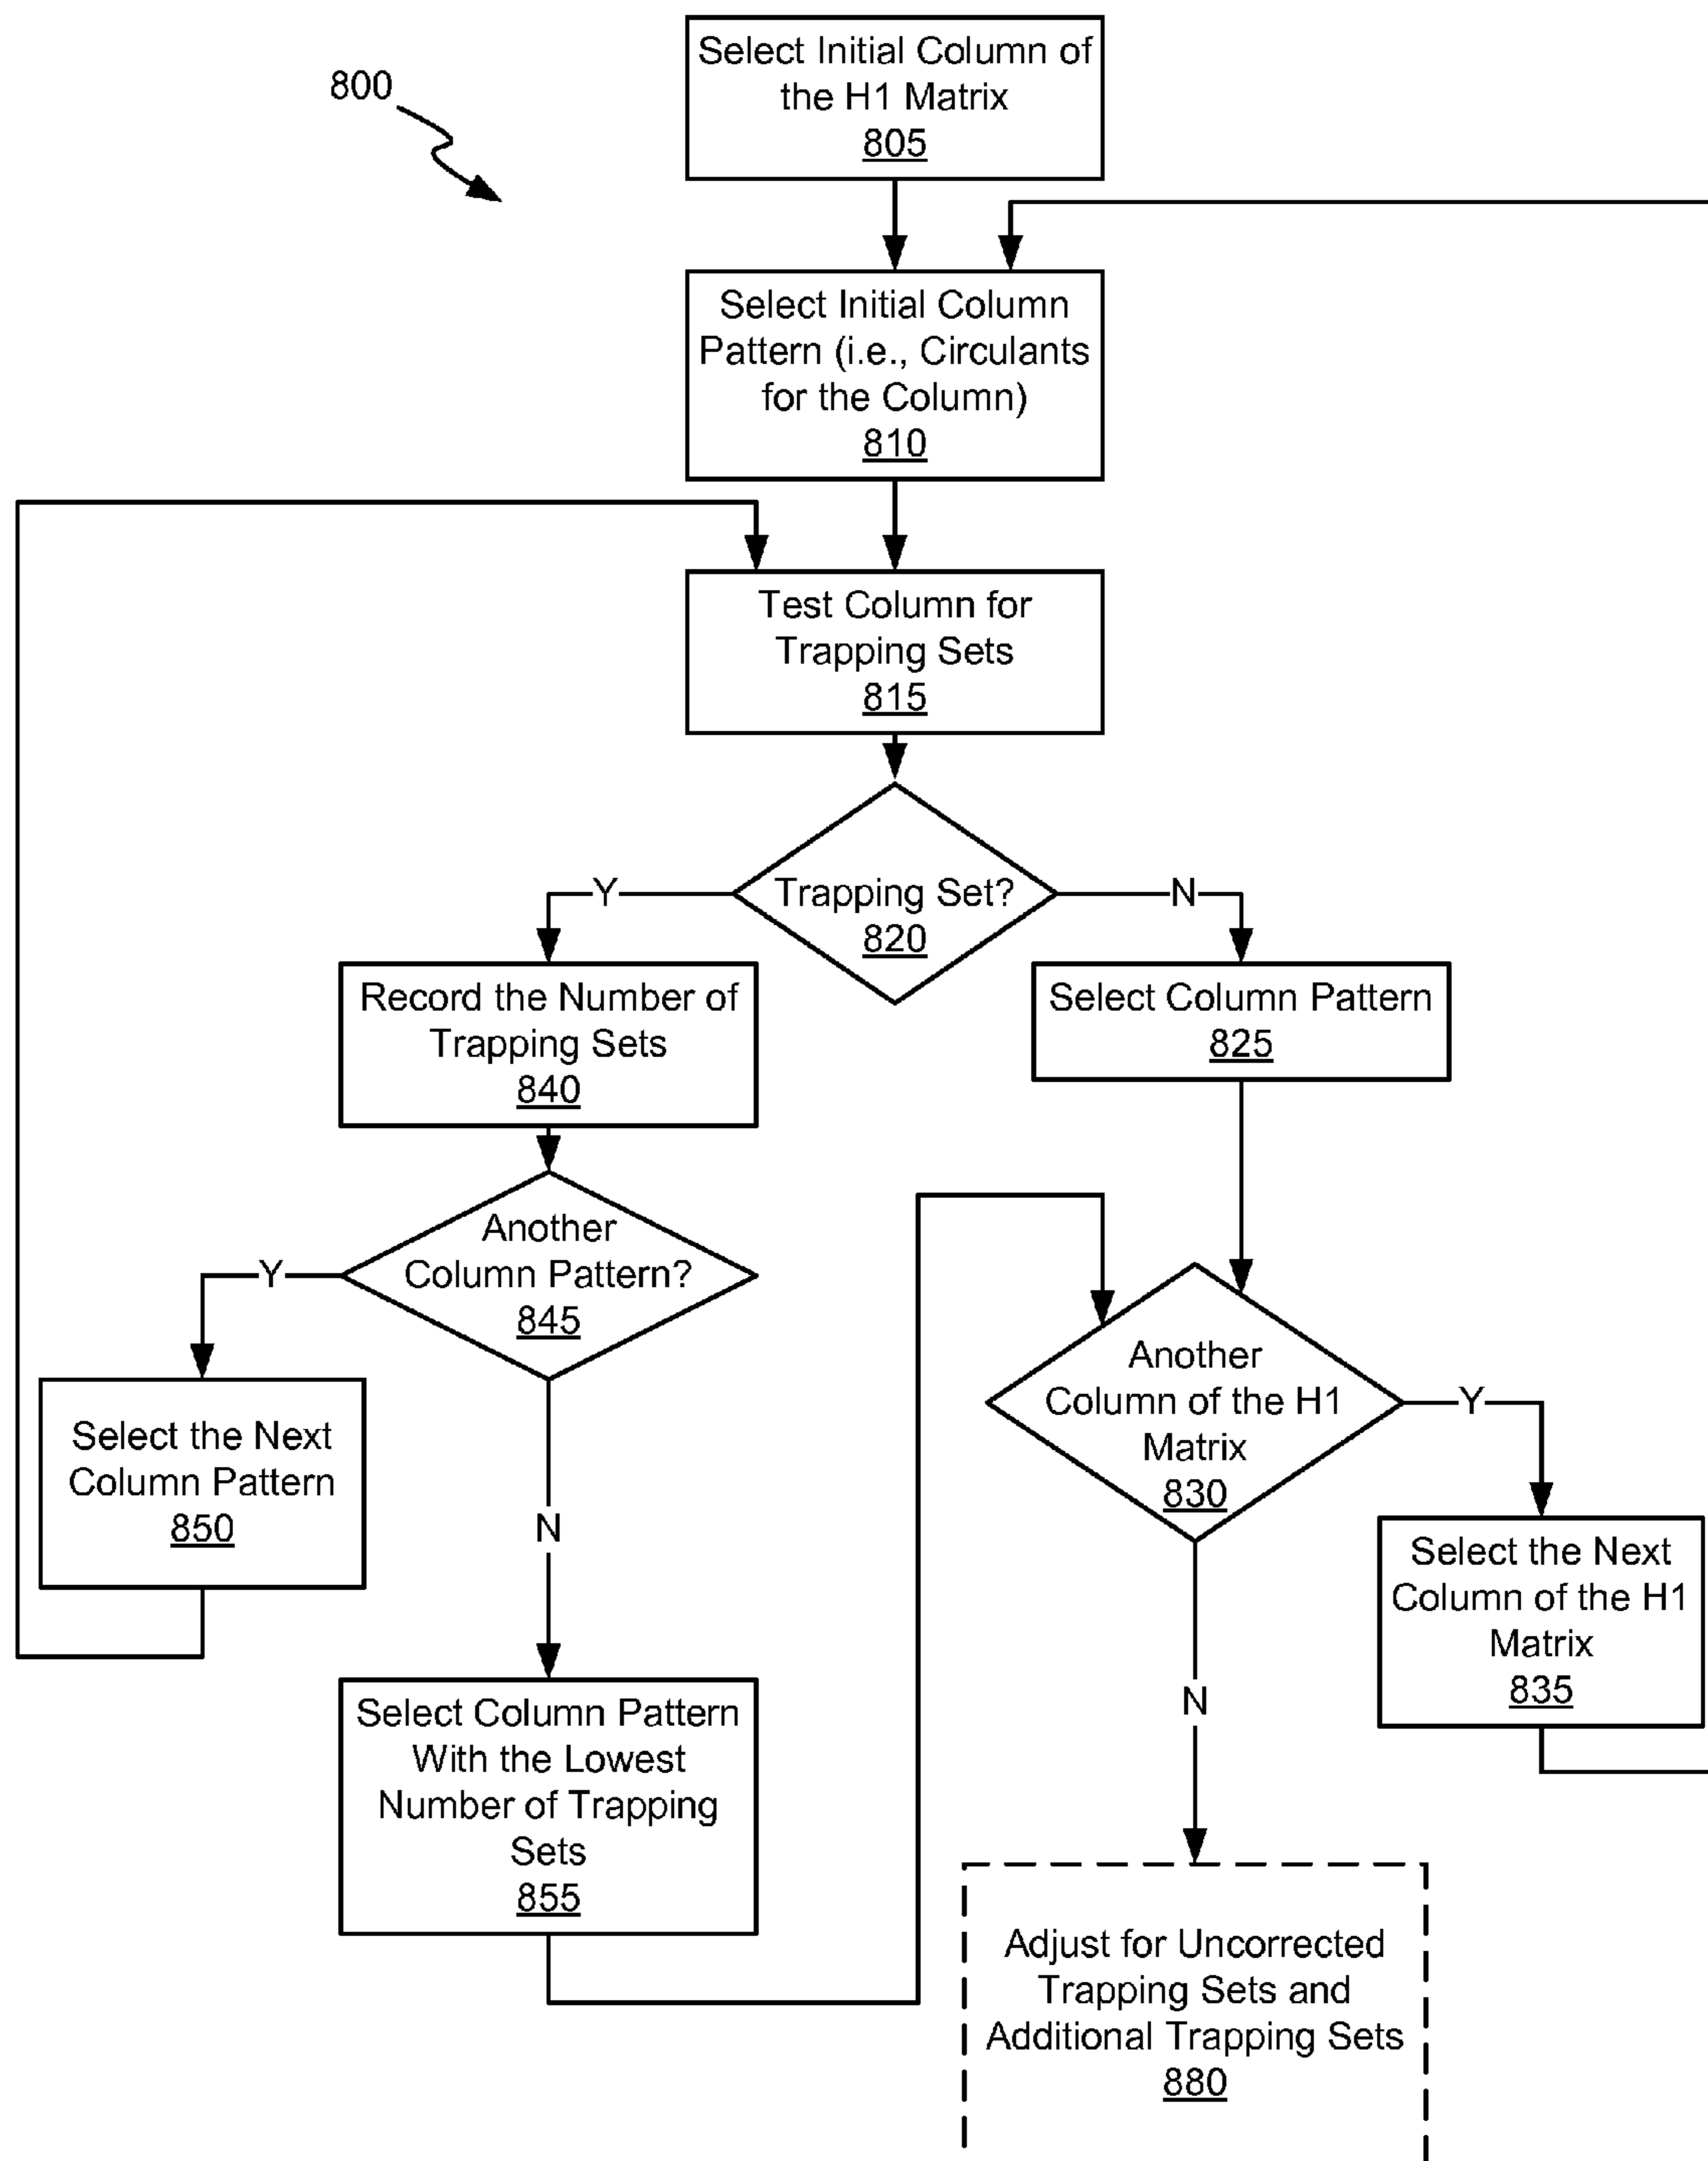 800
Select Initial Column of
the H1 Matrix
805
Select Initial Column
Pattern (i.e., Circulants
for the Column)
810
Test Column for
Trapping Sets
815
Trapping Set?
820
Y
N
Record the Number of
Trapping Sets
840
Select Column Pattern
825
Another
Column Pattern?
845
Y
N
Select the Next
Column Pattern
850
Another
Column of the H1
Matrix
830
Y
N
Select the Next
Column of the H1
Matrix
835
Select Column Pattern
With the Lowest
Number of Trapping
Sets
855
Adjust for Uncorrected
Trapping Sets and
Additional Trapping Sets
880